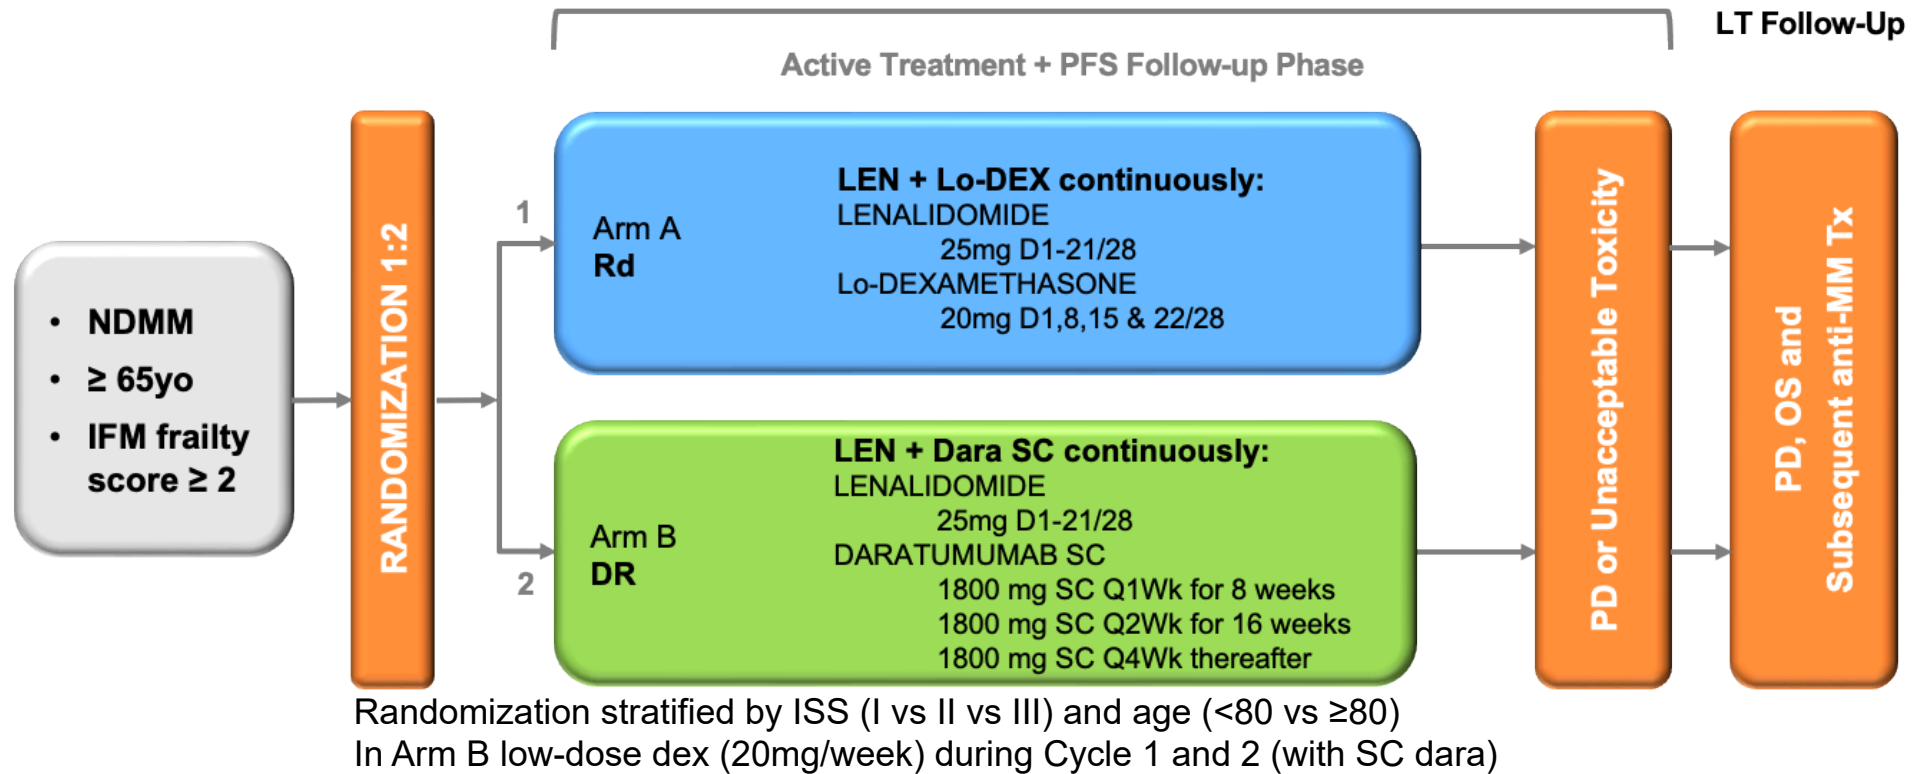 LT Follow-Up
Active Treatment + PFS Follow-up Phase
• NDMM
• ≥ 65yo
• IFM frailty
score ≥ 2
RANDOMIZATION 1:2
1
Arm A
Rd
LEN + Lo-DEX continuously:
LENALIDOMIDE
25mg D1-21/28
Lo-DEXAMETHASONE
20mg D1,8,15 & 22/28
2
Arm B
DR
LEN + Dara SC continuously:
LENALIDOMIDE
25mg D1-21/28
DARATUMUMAB SC
1800 mg SC Q1Wk for 8 weeks
1800 mg SC Q2Wk for 16 weeks
1800 mg SC Q4Wk thereafter
PD or Unacceptable Toxicity
PD, OS and
Subsequent anti-MM Tx
Randomization stratified by ISS (I vs II vs III) and age (<80 vs ≥80)
In Arm B low-dose dex (20mg/week) during Cycle 1 and 2 (with SC dara)